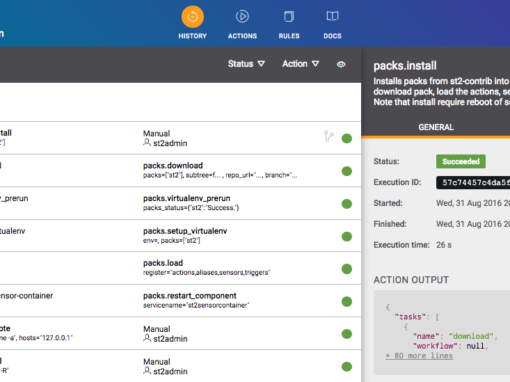 HISTORY
ACTIONS
RULES
DOCS
Status
Action
Manual
st2admin
packs.download
packs=['st2'], subtree=f... , repo_url='..., branch='...
_prerun
packs.virtualenv_prerun
packs_status={'st2':'Success.'}
packs.setup_virtualenv
env=, packs=['st2']
packs.load
register='actions,aliases,sensors,triggers'
ensor-container
packs.restart_component
servicename='st2sensorcontainer'
Manual
ne -a', hosts='127.0.0.1'
st2admin
Manual
-R'
st2admin
packs.install
Installs packs from st2-contrib into
download pack, load the actions, se
Note that install require reboot of s
GENERAL
Status:
Succeeded
Execution ID:
57c74457c4da5f
Started:
Wed, 31 Aug 2016 20
Finished:
Wed, 31 Aug 2016 20
Execution time:
26 s
ACTION OUTPUT
{
"tasks": [
{
"name": "download",
"workflow": null,
+ 80 more lines